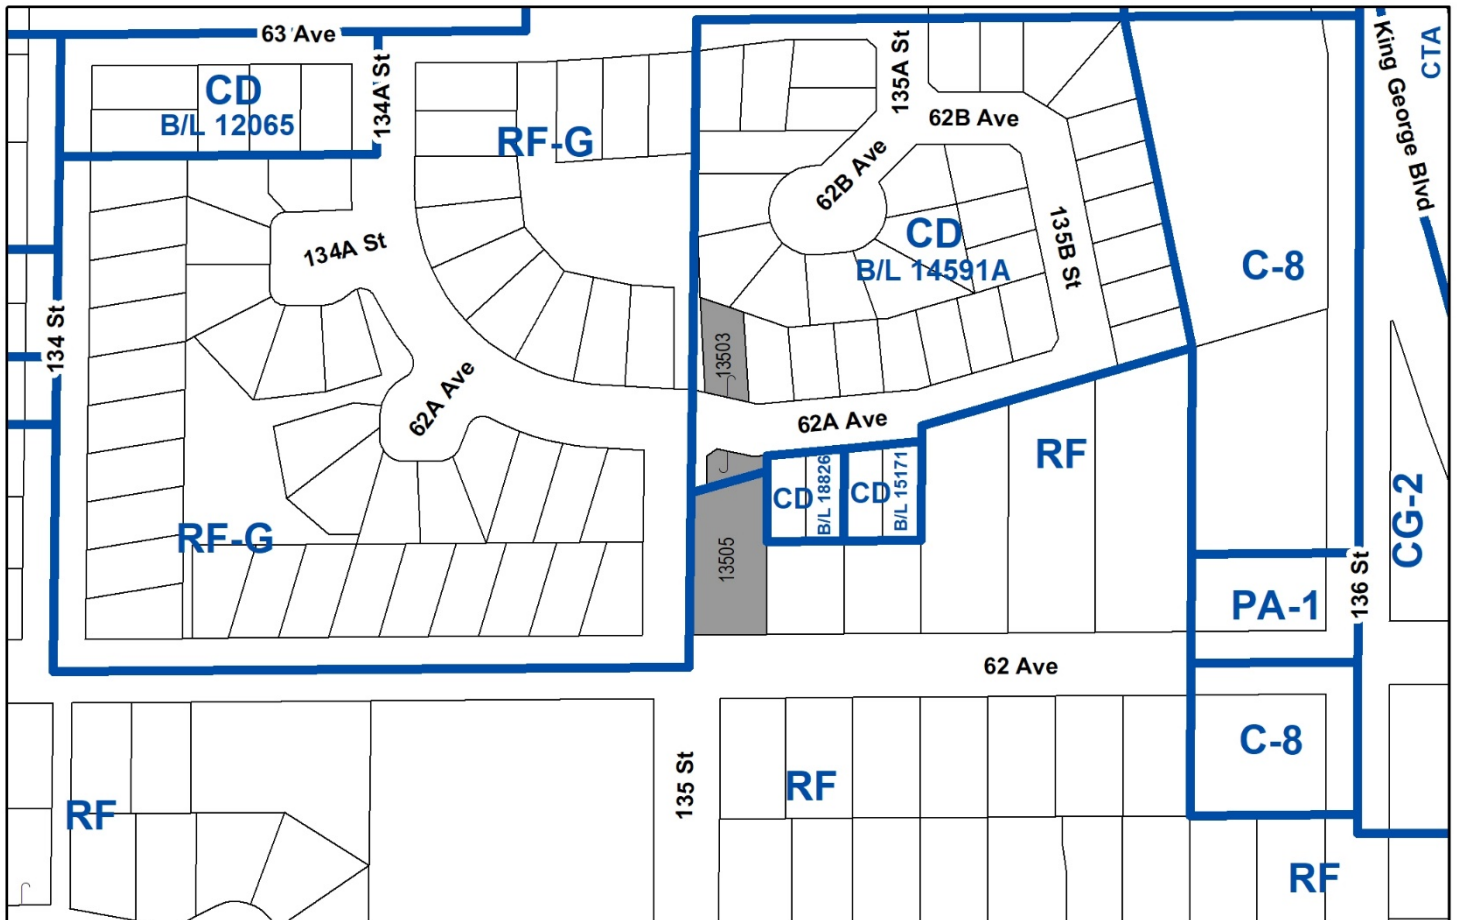 63 Ave
134A St
CD
B/L 12065
RF-G
135A St
62B Ave
62B Ave
King George Blvd
CTA
134A St
CD
B/L 14591A
135B St
C-8
134 St
13503
62A Ave
62A Ave
RF
CD
B/L 18826
CD
B/L 15171
CG-2
RF-G
13505
PA-1
136 St
62 Ave
C-8
135 St
RF
RF
RF